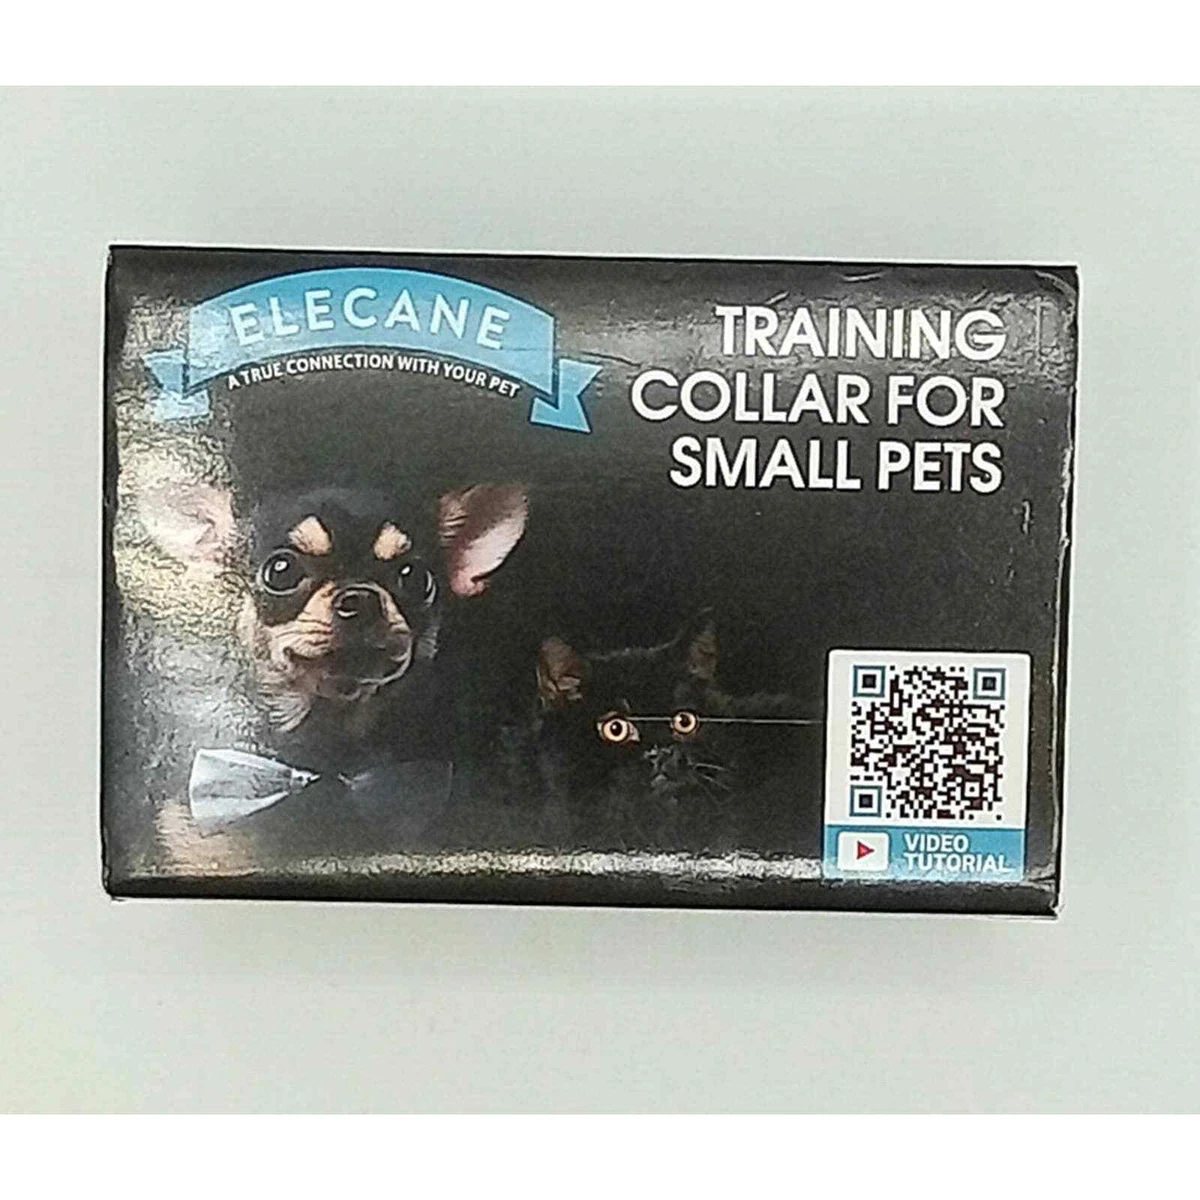 ELECANE
A TRUE CONNECTION WITH YOUR PET
TRAINING
COLLAR FOR
SMALL PETS
VIDEO
TUTORIAL